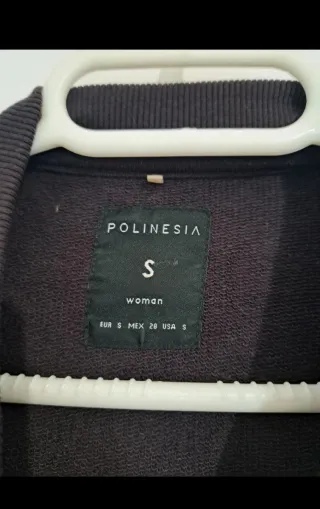 POLINESIA
S
woman
EUR S MEX 28 USA S